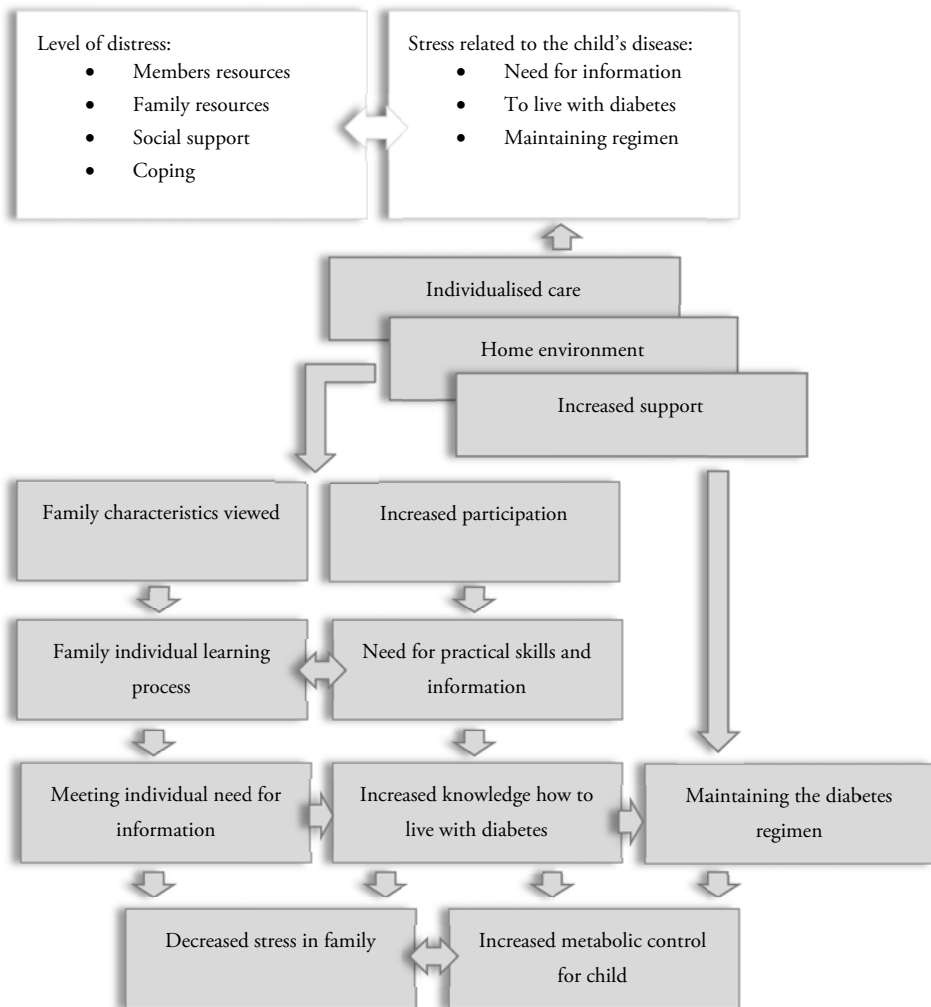 Level of distress:
• Members resources
• Family resources
• Social support
• Coping
Stress related to the child’s disease:
• Need for information
• To live with diabetes
• Maintaining regimen
Individualised care
Home environment
Increased support
Family characteristics viewed
Increased participation
Family individual learning
process
Need for practical skills and
information
Meeting individual need for
information
Increased knowledge how to
live with diabetes
Maintaining the diabetes
regimen
Decreased stress in family
Increased metabolic control
for child